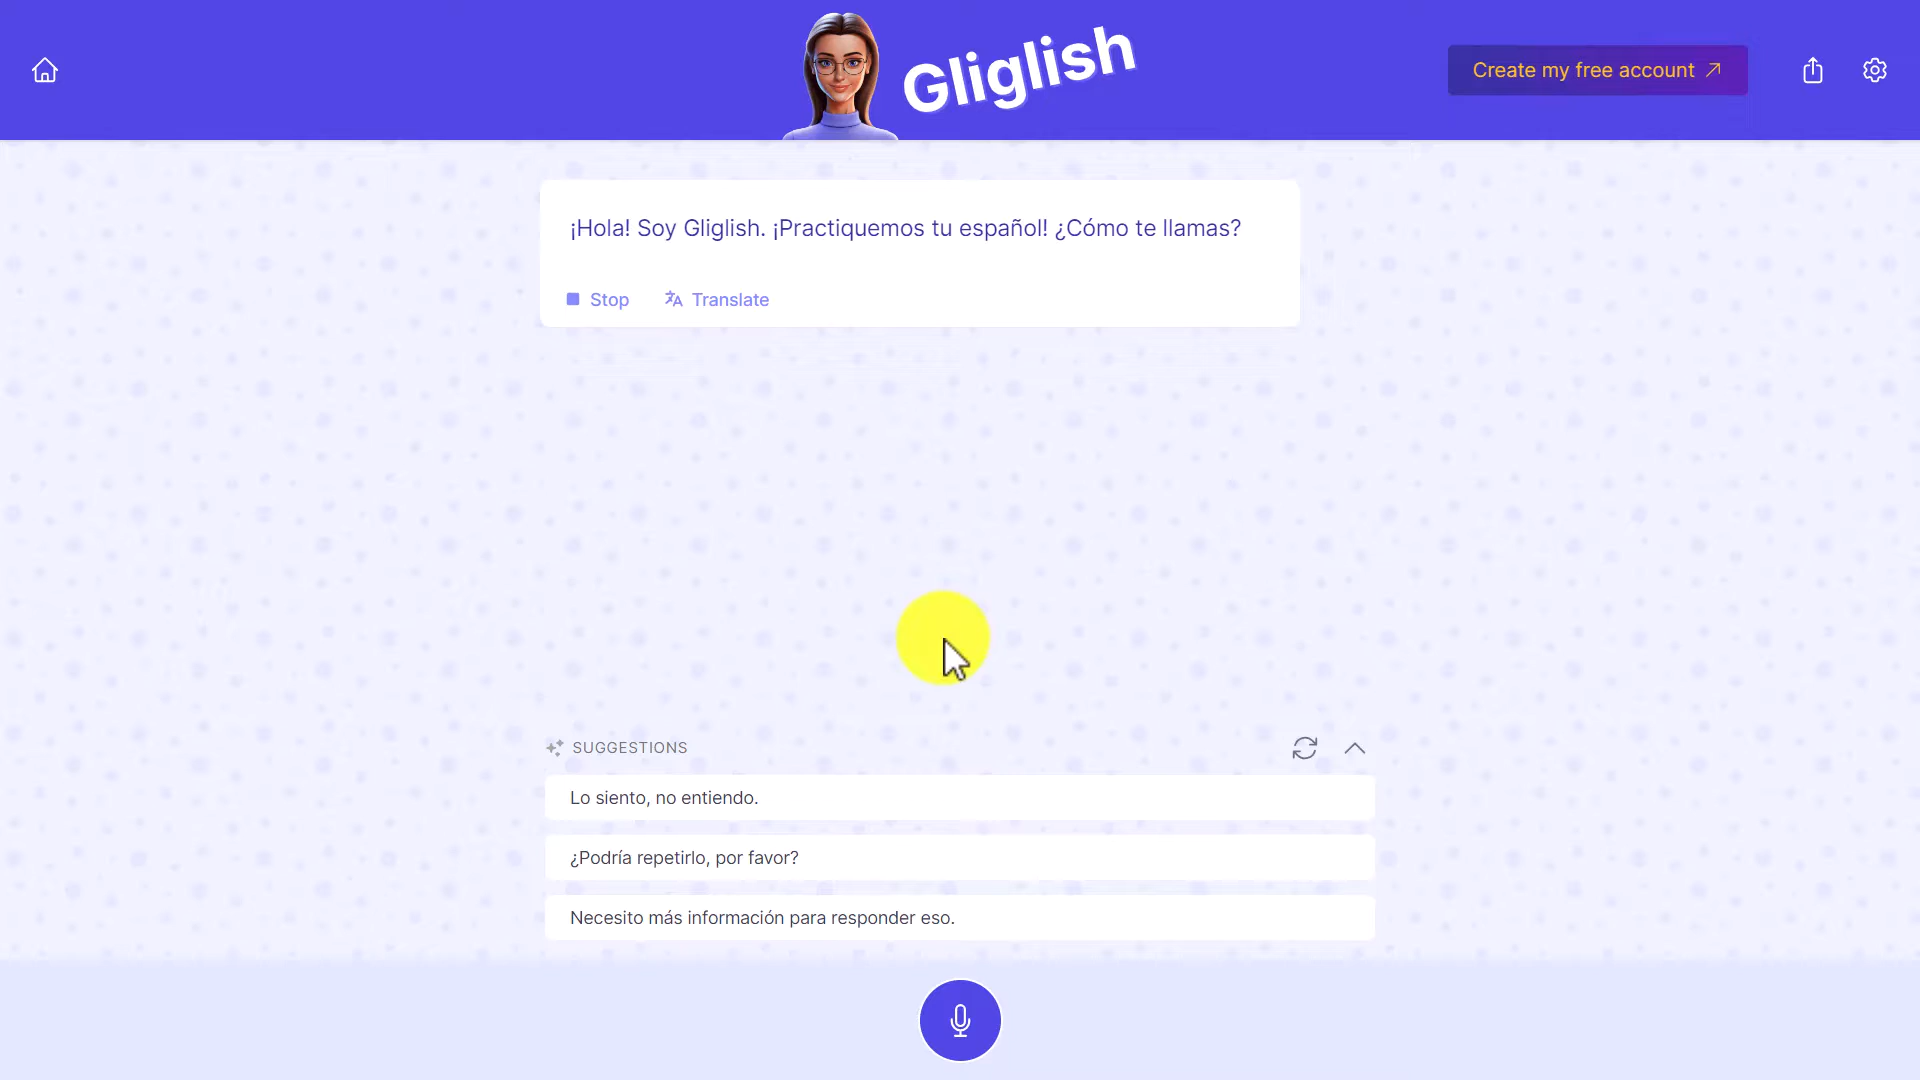 Gliglish
Create my free account
¡Hola! Soy Gliglish. ¡Practiquemos tu español! ¿Cómo te llamas?
Stop
Translate
SUGGESTIONS
Lo siento, no entiendo.
¿Podría repetirlo, por favor?
Necesito más información para responder eso.